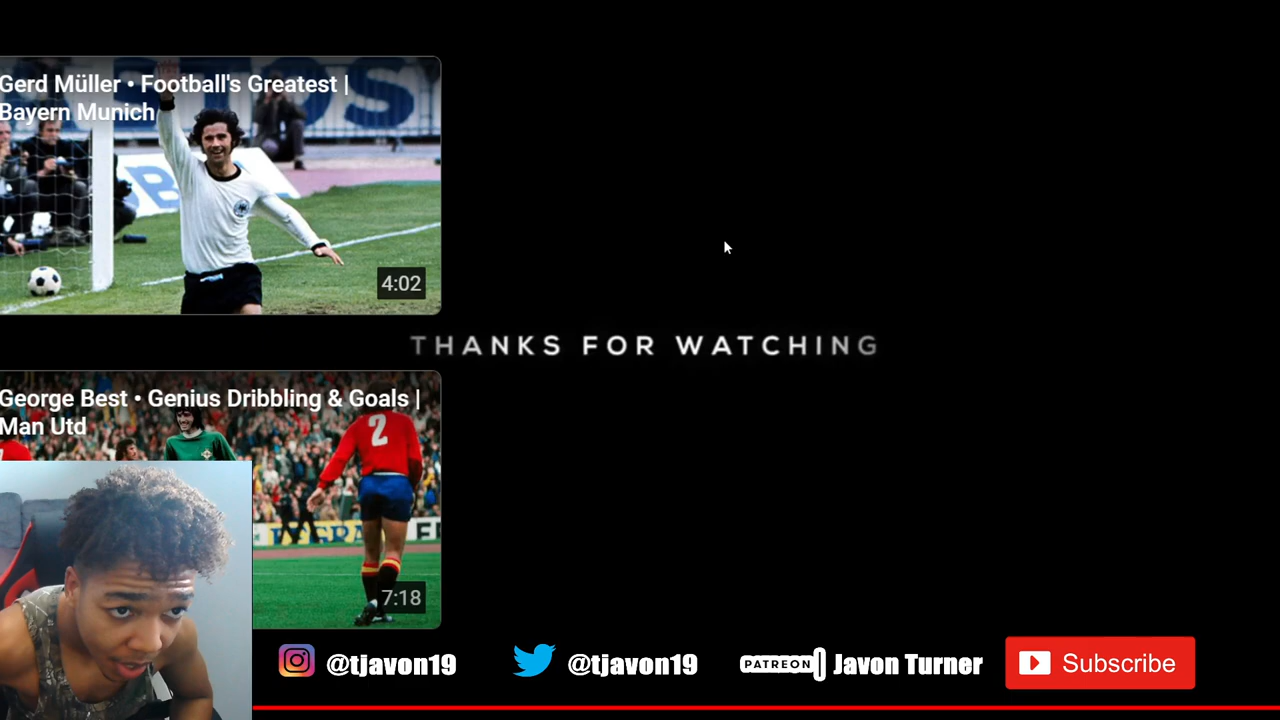 Gerd Müller • Football's Greatest |
Bayern Munich
4:02
THANKS FOR WATCHING
George Best • Genius Dribbling & Goals |
Man Utd
2
7:18
@tjavon19
@tjavon19
PATREON
Javon Turner
Subscribe